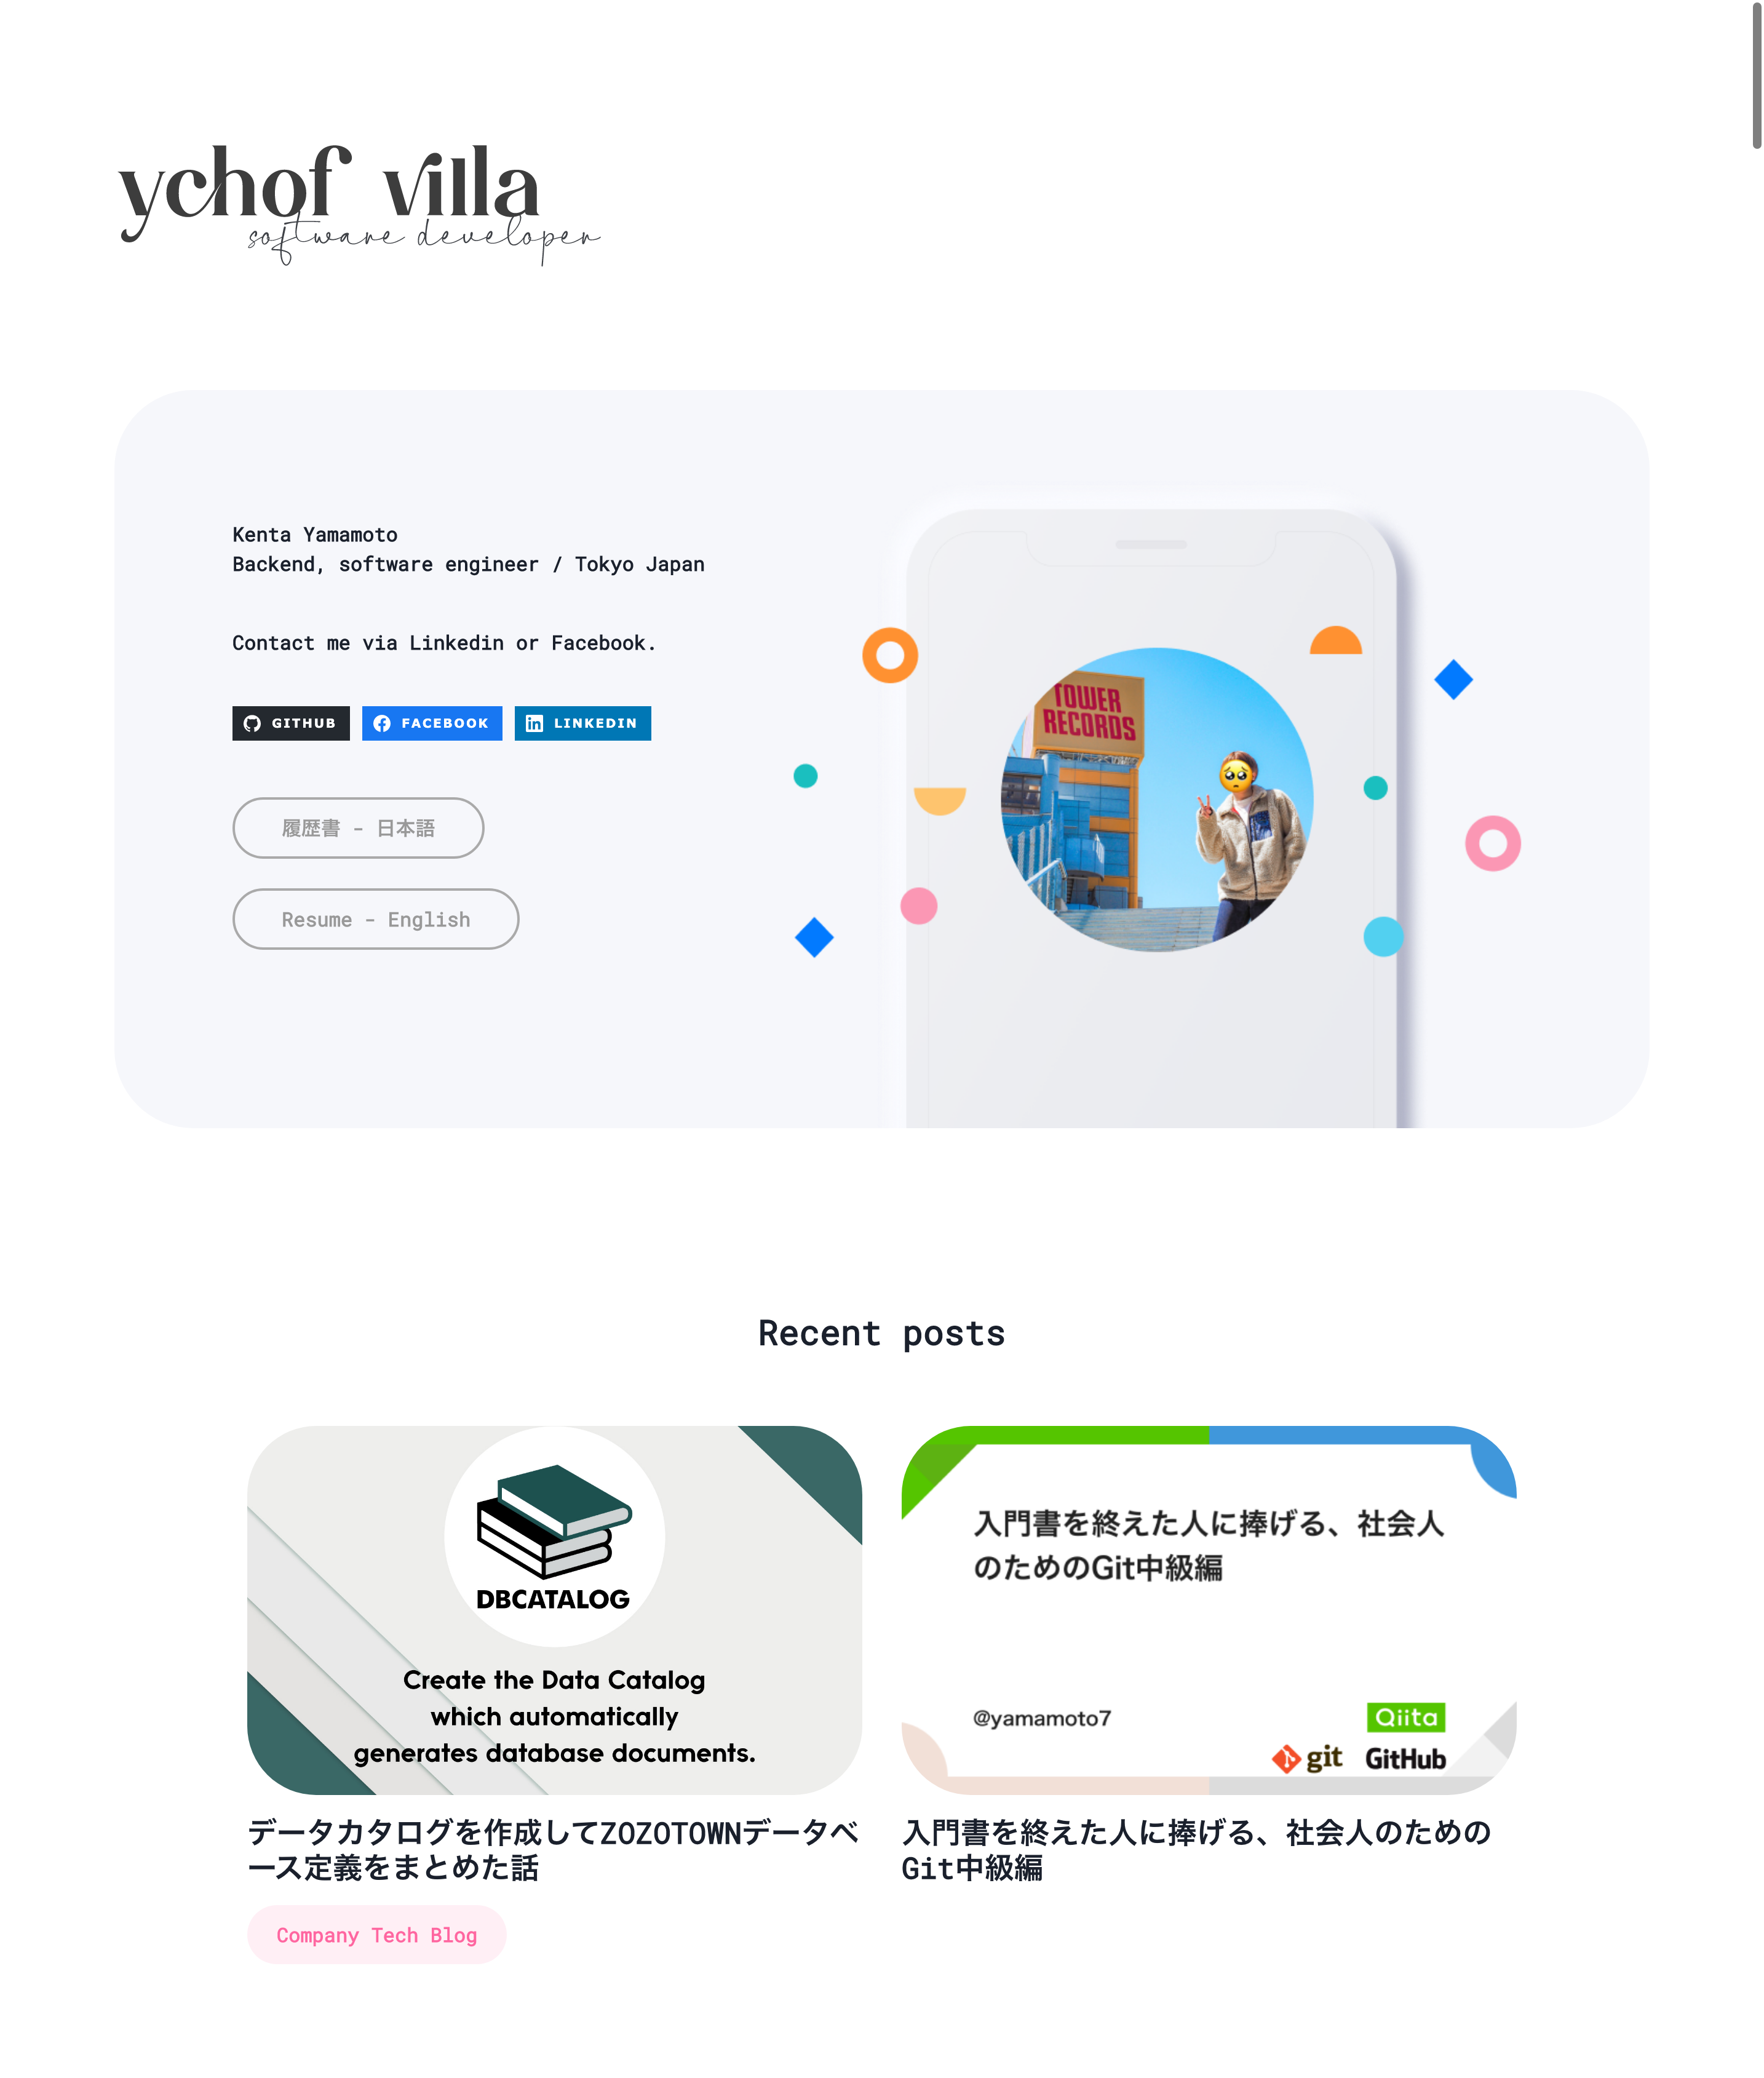 ychof villa
software developer
Kenta Yamamoto
Backend, software engineer / Tokyo Japan
Contact me via Linkedin or Facebook.
GITHUB
FACEBOOK
LINKEDIN
履歴書 - 日本語
Resume - English
TOWER
RECORDS
Recent posts
DBCATALOG
Create the Data Catalog
which automatically
generates database documents.
データカタログを作成してZOZOTOWNデータベ
ース定義をまとめた話
Company Tech Blog
入門書を終えた人に捧げる、社会人
のためのGit中級編
@yamamoto7
Qiita
git
GitHub
入門書を終えた人に捧げる、社会人のための
Git中級編